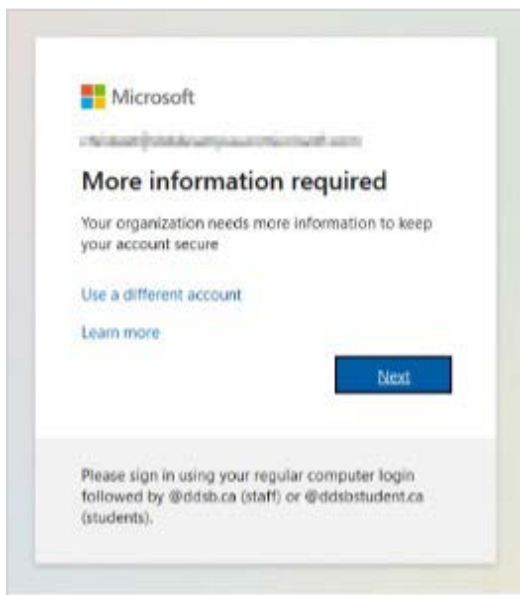 Microsoft
More information required
Your organization needs more information to keep
your account secure
Use a different account
Learn more
Next
Please sign in using your regular computer login
followed by @ddsb.ca (staff) or @ddsbstudent.ca
(students).